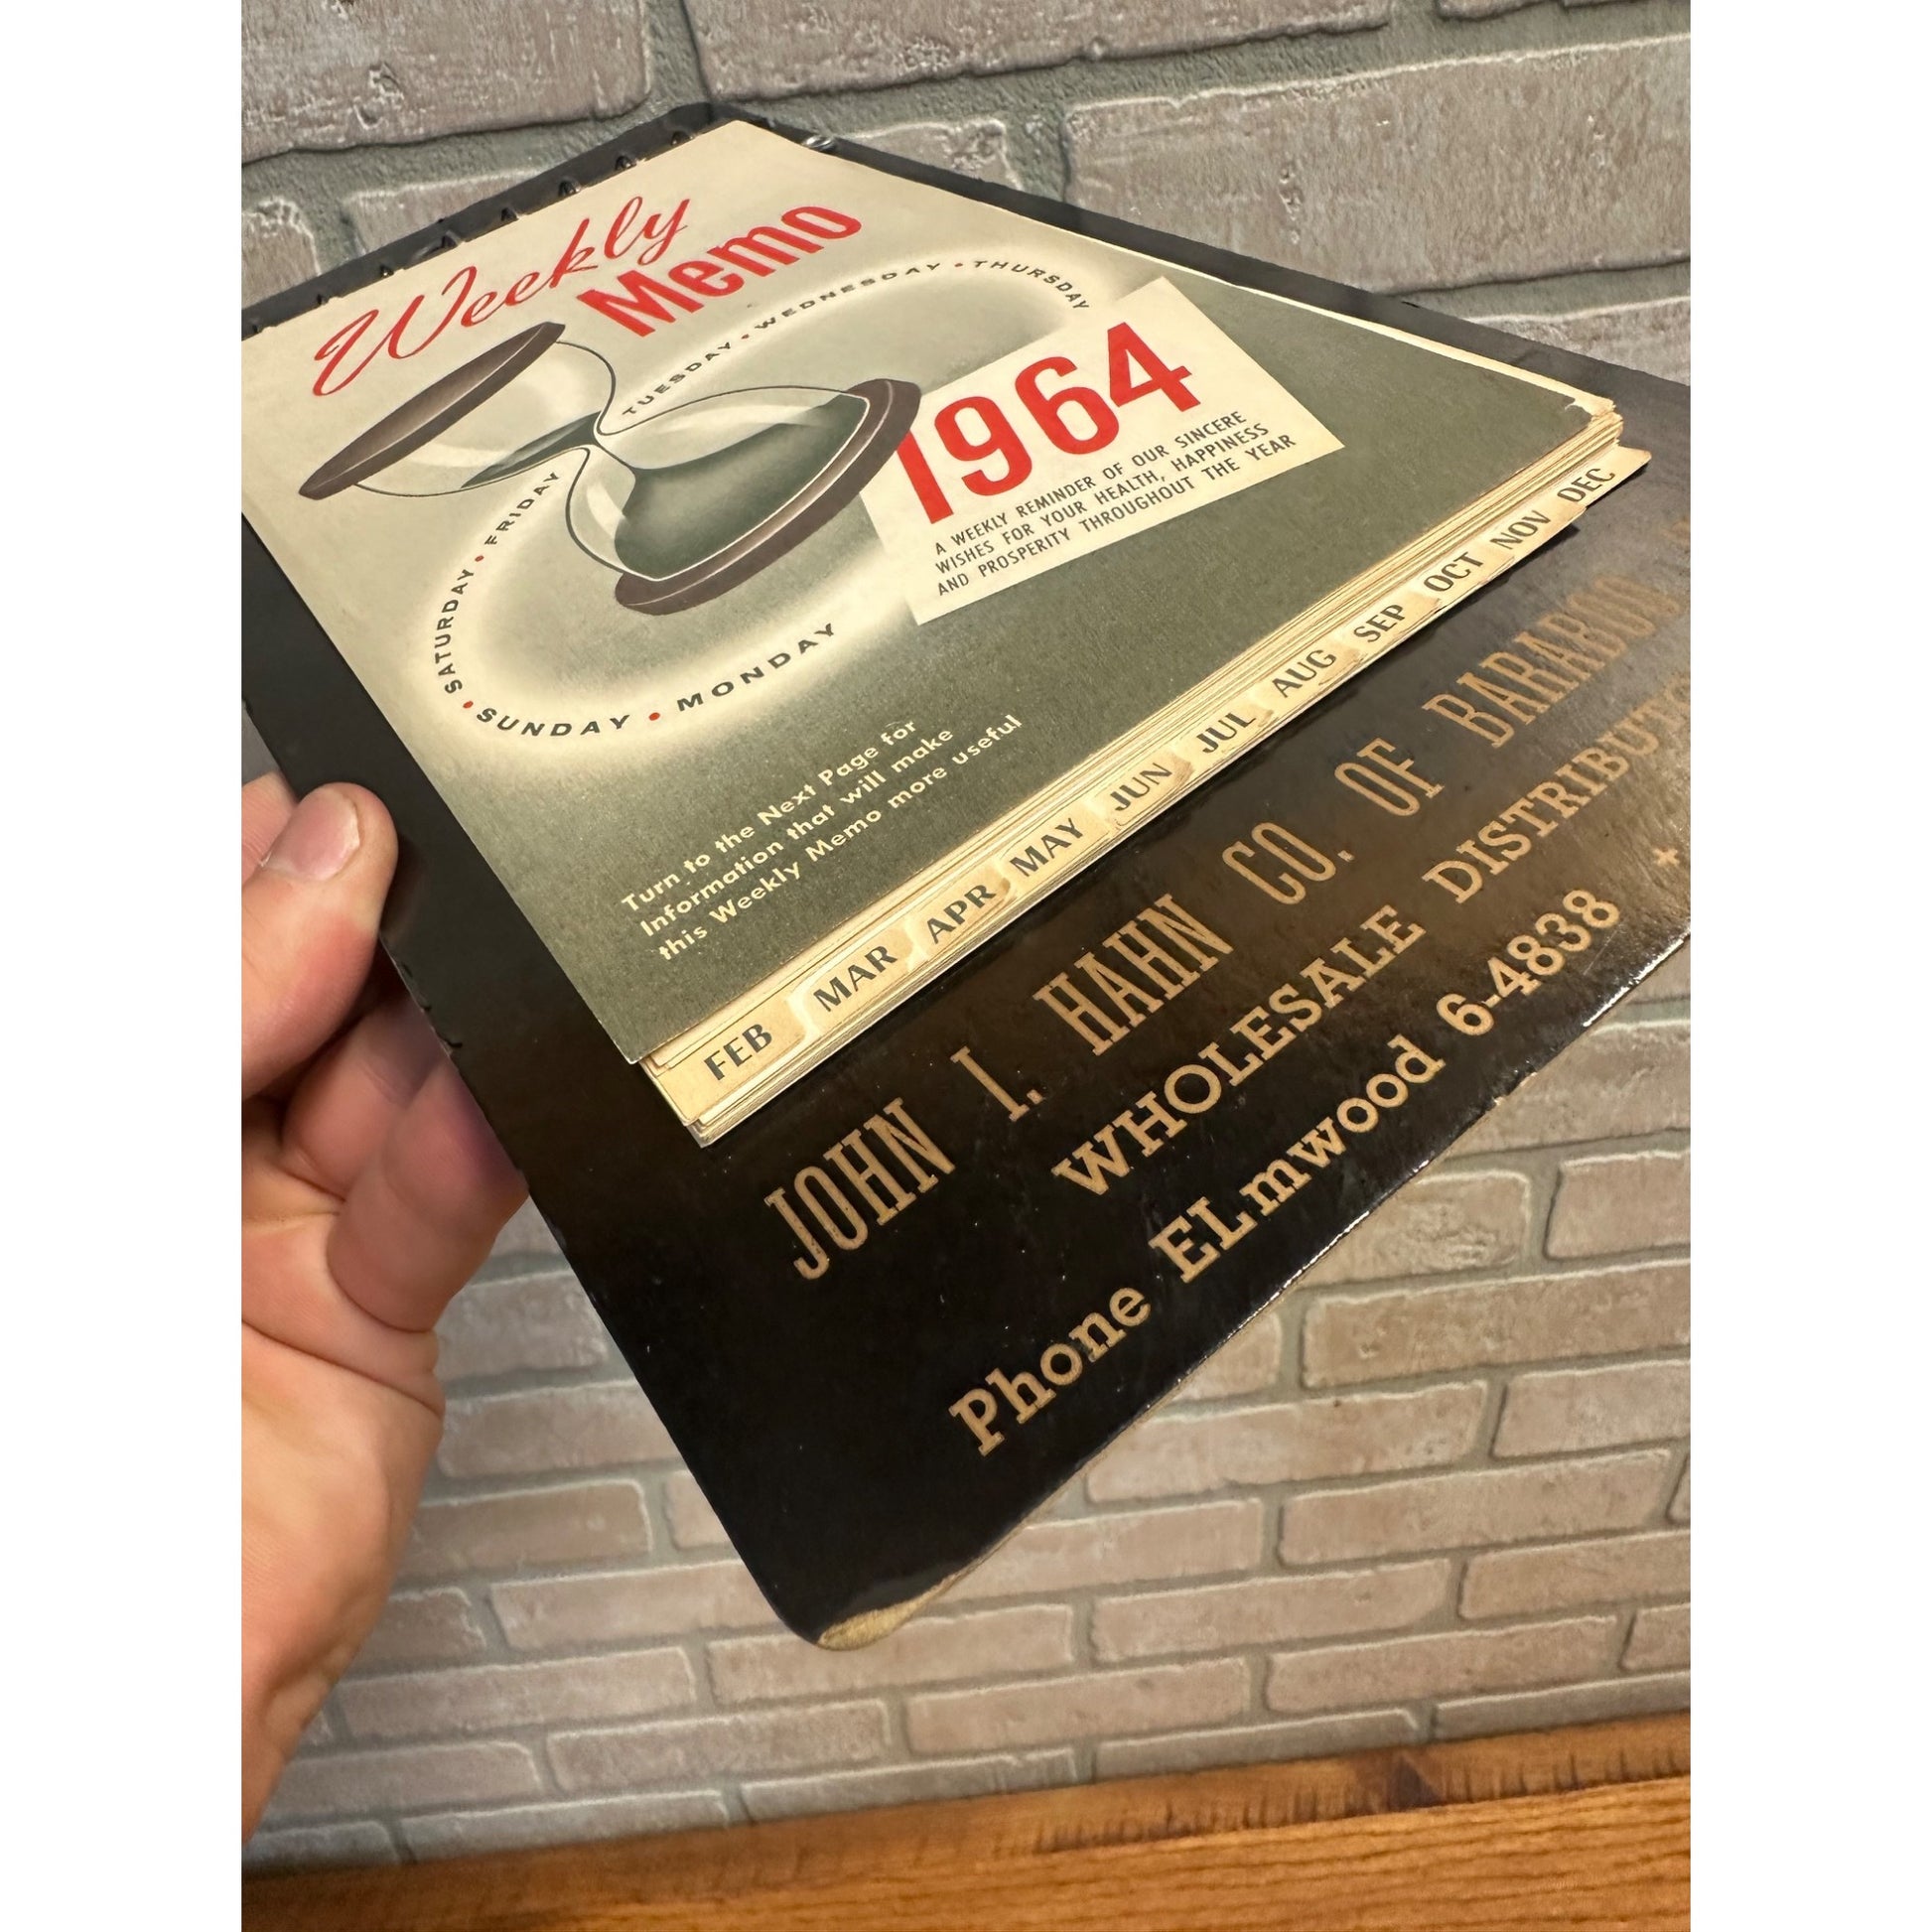 Weekly
Memo
TUESDAY • WEDNESDAY • THURSDAY
1964
A WEEKLY REMINDER OF OUR SINCERE
WISHES FOR YOUR HEALTH, HAPPINESS
AND PROSPERITY THROUGHOUT THE YEAR
• SUNDAY • MONDAY
SATURDAY • FRIDAY
Turn to the Next Page for
Information that will make
this Weekly Memo more useful
FEB MAR APR MAY JUN JUL AUG SEP OCT NOV DEC
JOHN I. HAHN CO. OF BARABOO
WHOLESALE
Phone ELmwood 6-4838